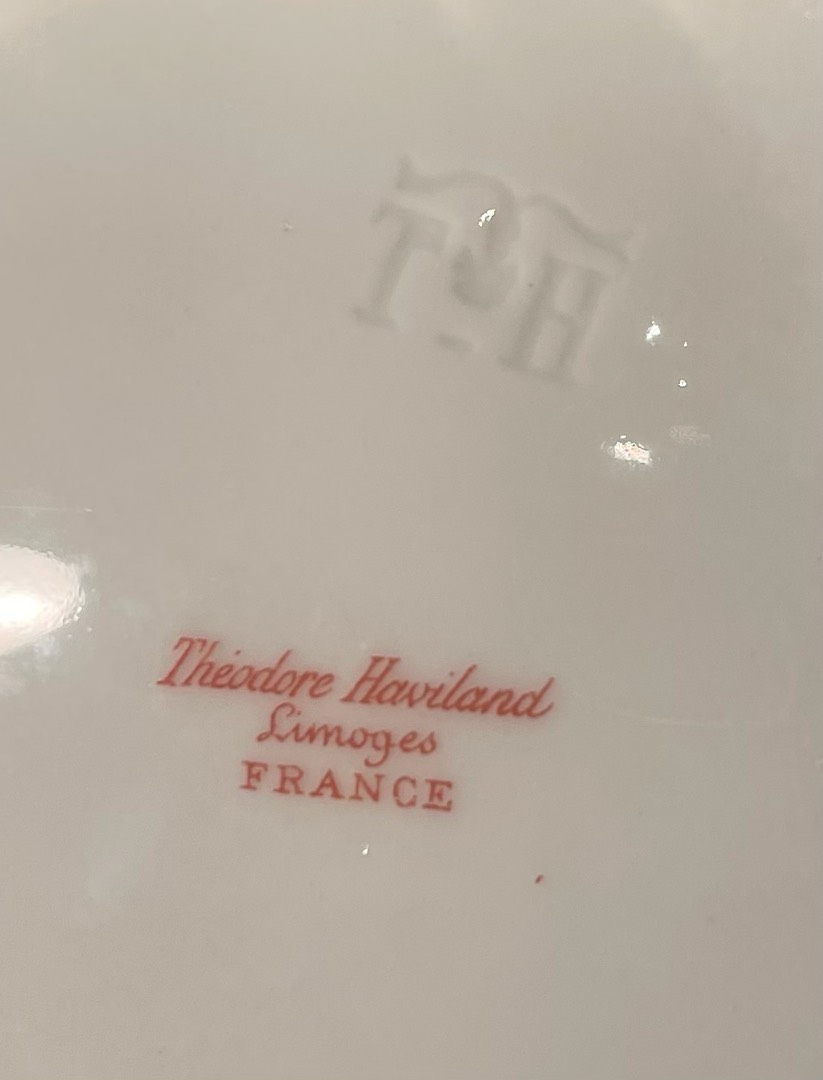 T H
Théodore Haviland
Limoges
FRANCE